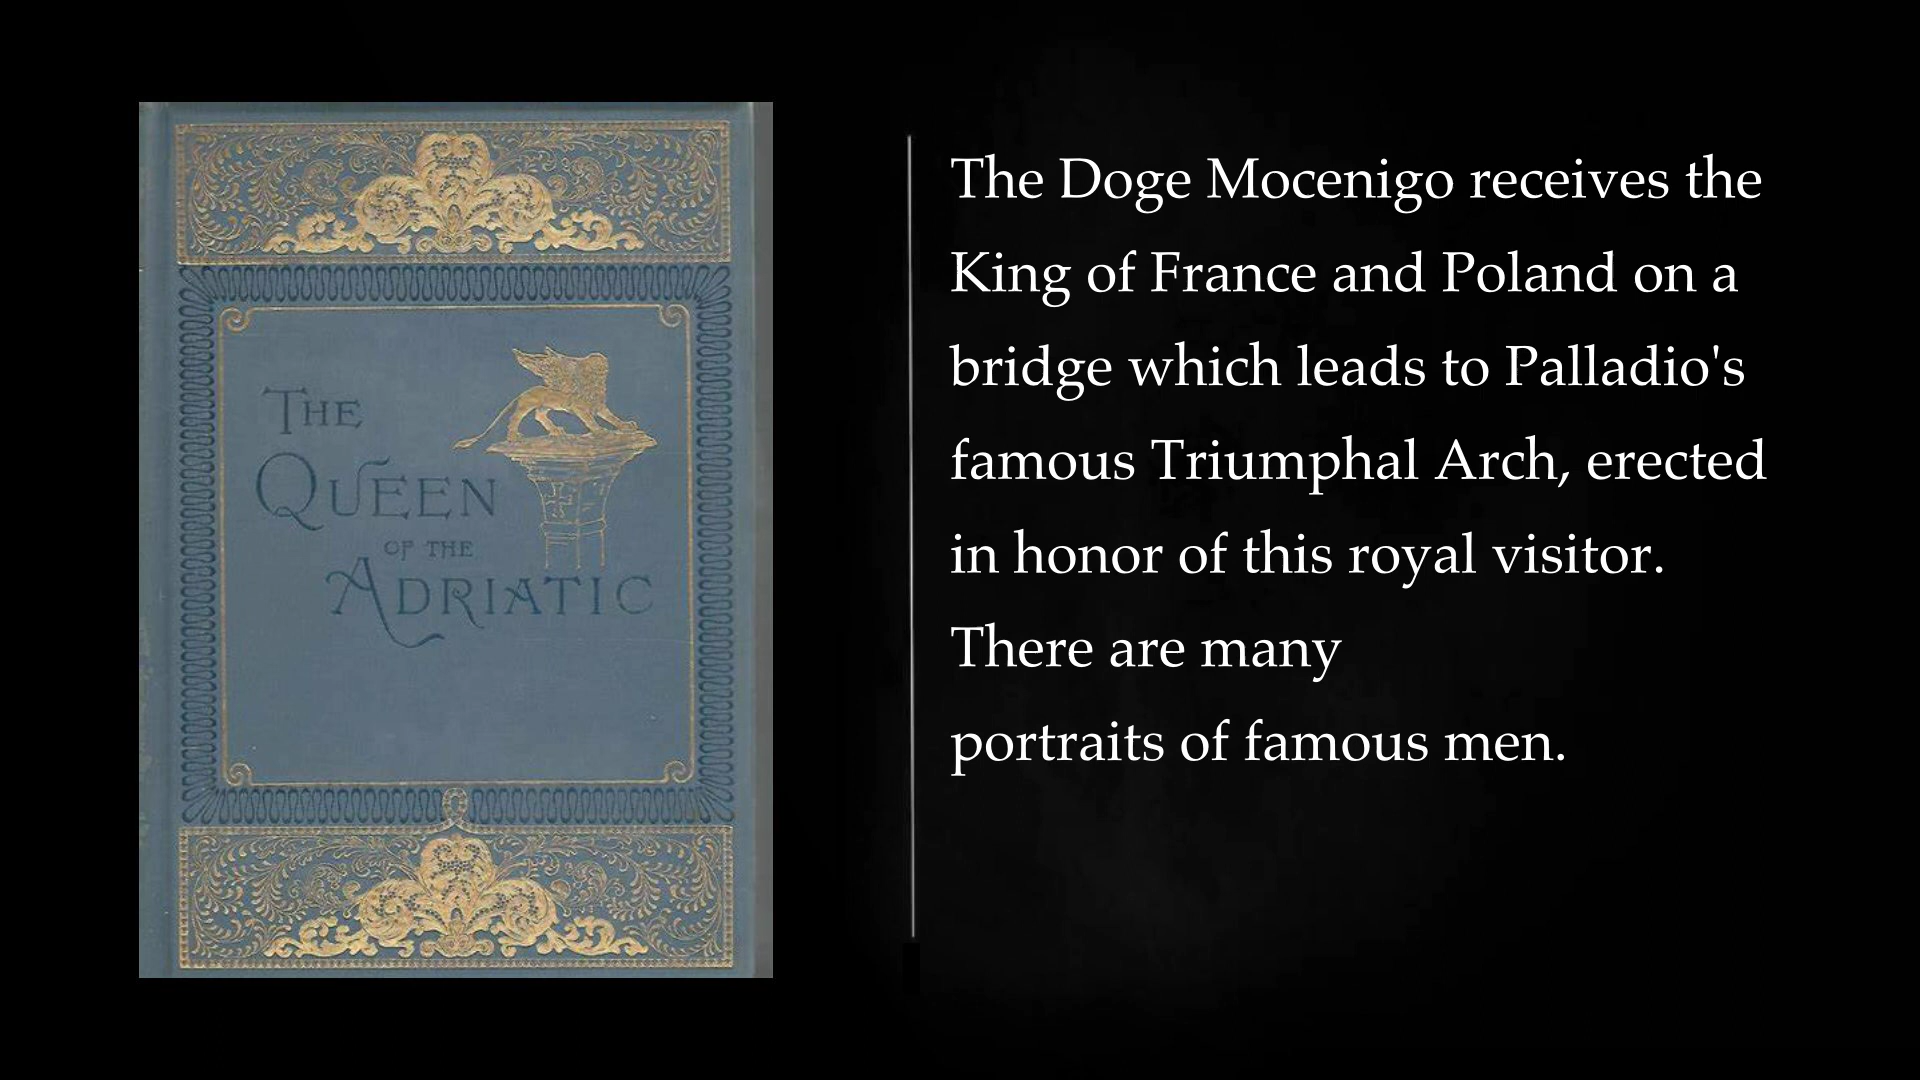 THE
QUEEN
OF THE
ADRIATIC
The Doge Mocenigo receives the
King of France and Poland on a
bridge which leads to Palladio's
famous Triumphal Arch, erected
in honor of this royal visitor.
There are many
portraits of famous men.